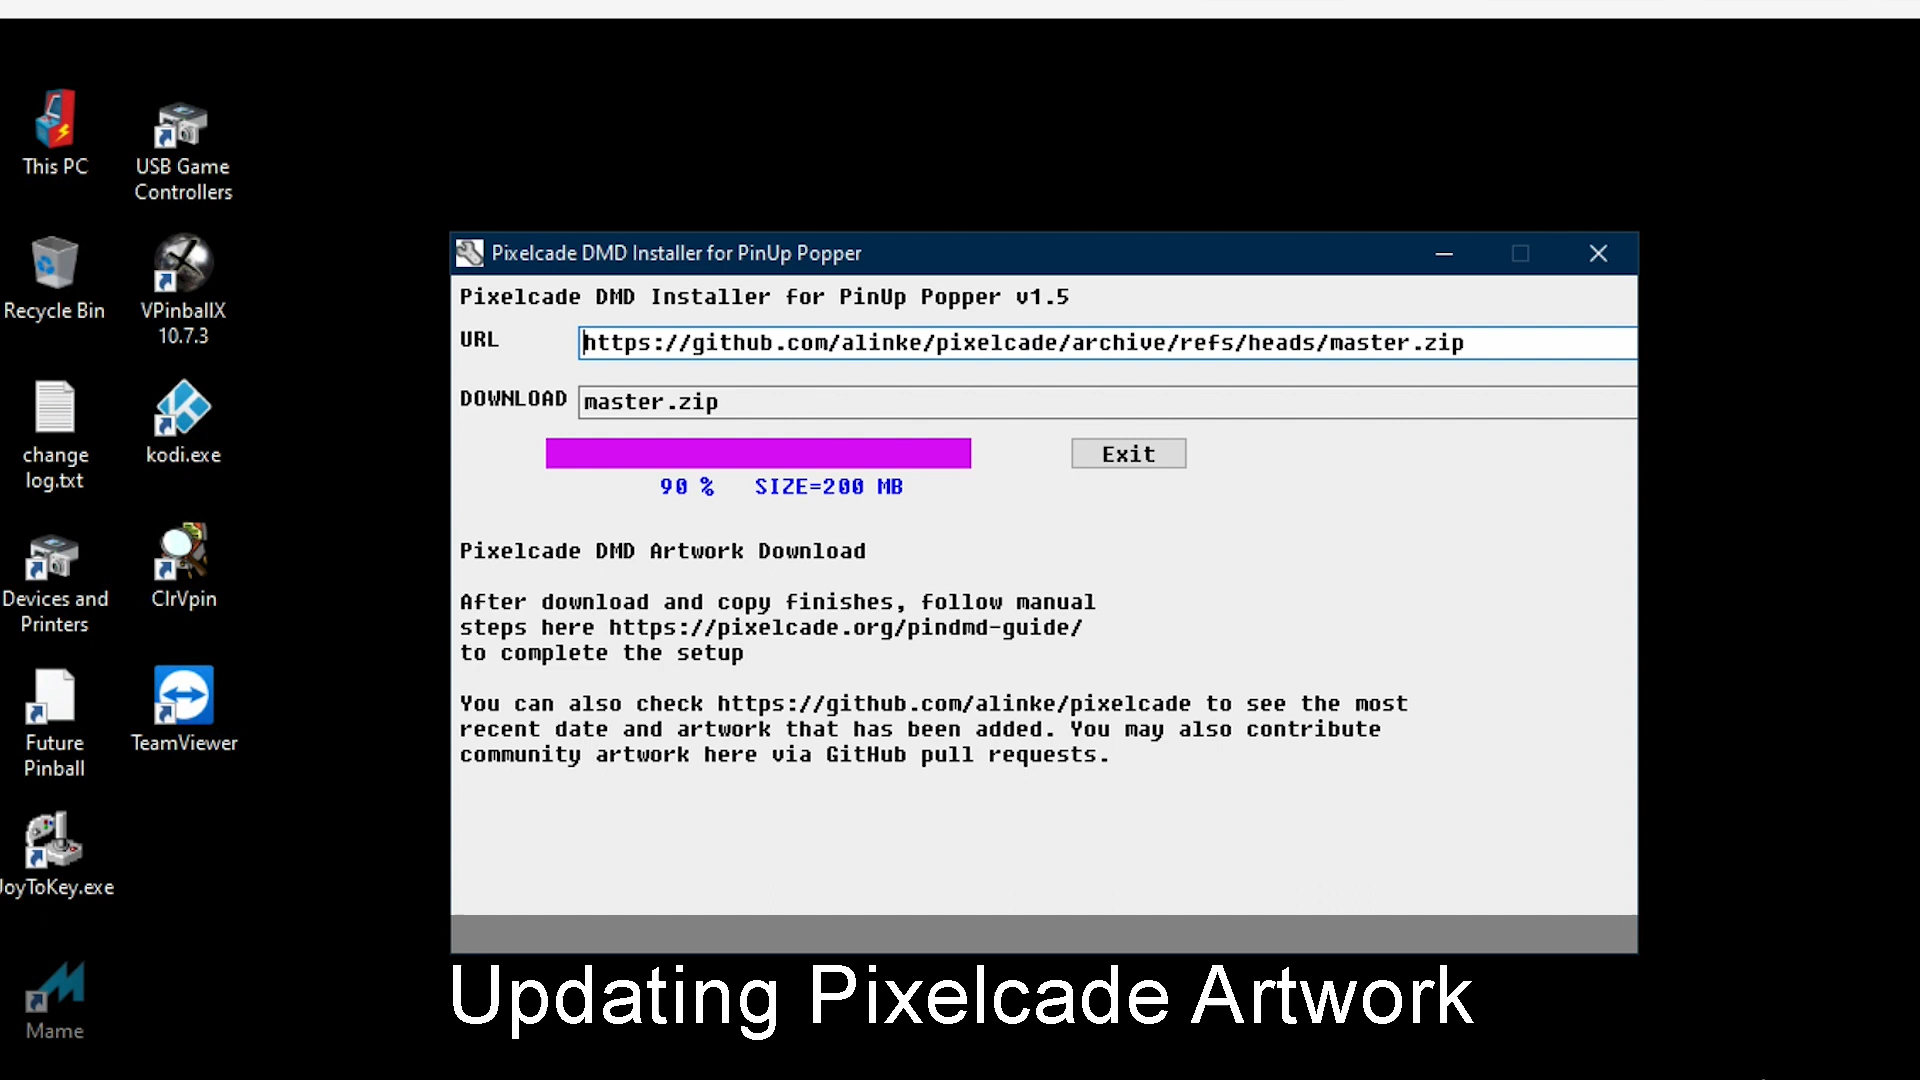 This PC
USB Game
Controllers
Recycle Bin
VPinballX
10.7.3
change
log.txt
kodi.exe
Devices and
Printers
ClrVpin
Future
Pinball
TeamViewer
JoyToKey.exe
Mame
Pixelcade DMD Installer for PinUp Popper
Pixelcade DMD Installer for PinUp Popper v1.5
URL https://github.com/alinke/pixelcade/archive/refs/heads/master.zip
DOWNLOAD master.zip
Exit
90 % SIZE=200 MB
Pixelcade DMD Artwork Download
After download and copy finishes, follow manual
steps here https://pixelcade.org/pindmd-guide/
to complete the setup
You can also check https://github.com/alinke/pixelcade to see the most
recent date and artwork that has been added. You may also contribute
community artwork here via GitHub pull requests.
Updating Pixelcade Artwork